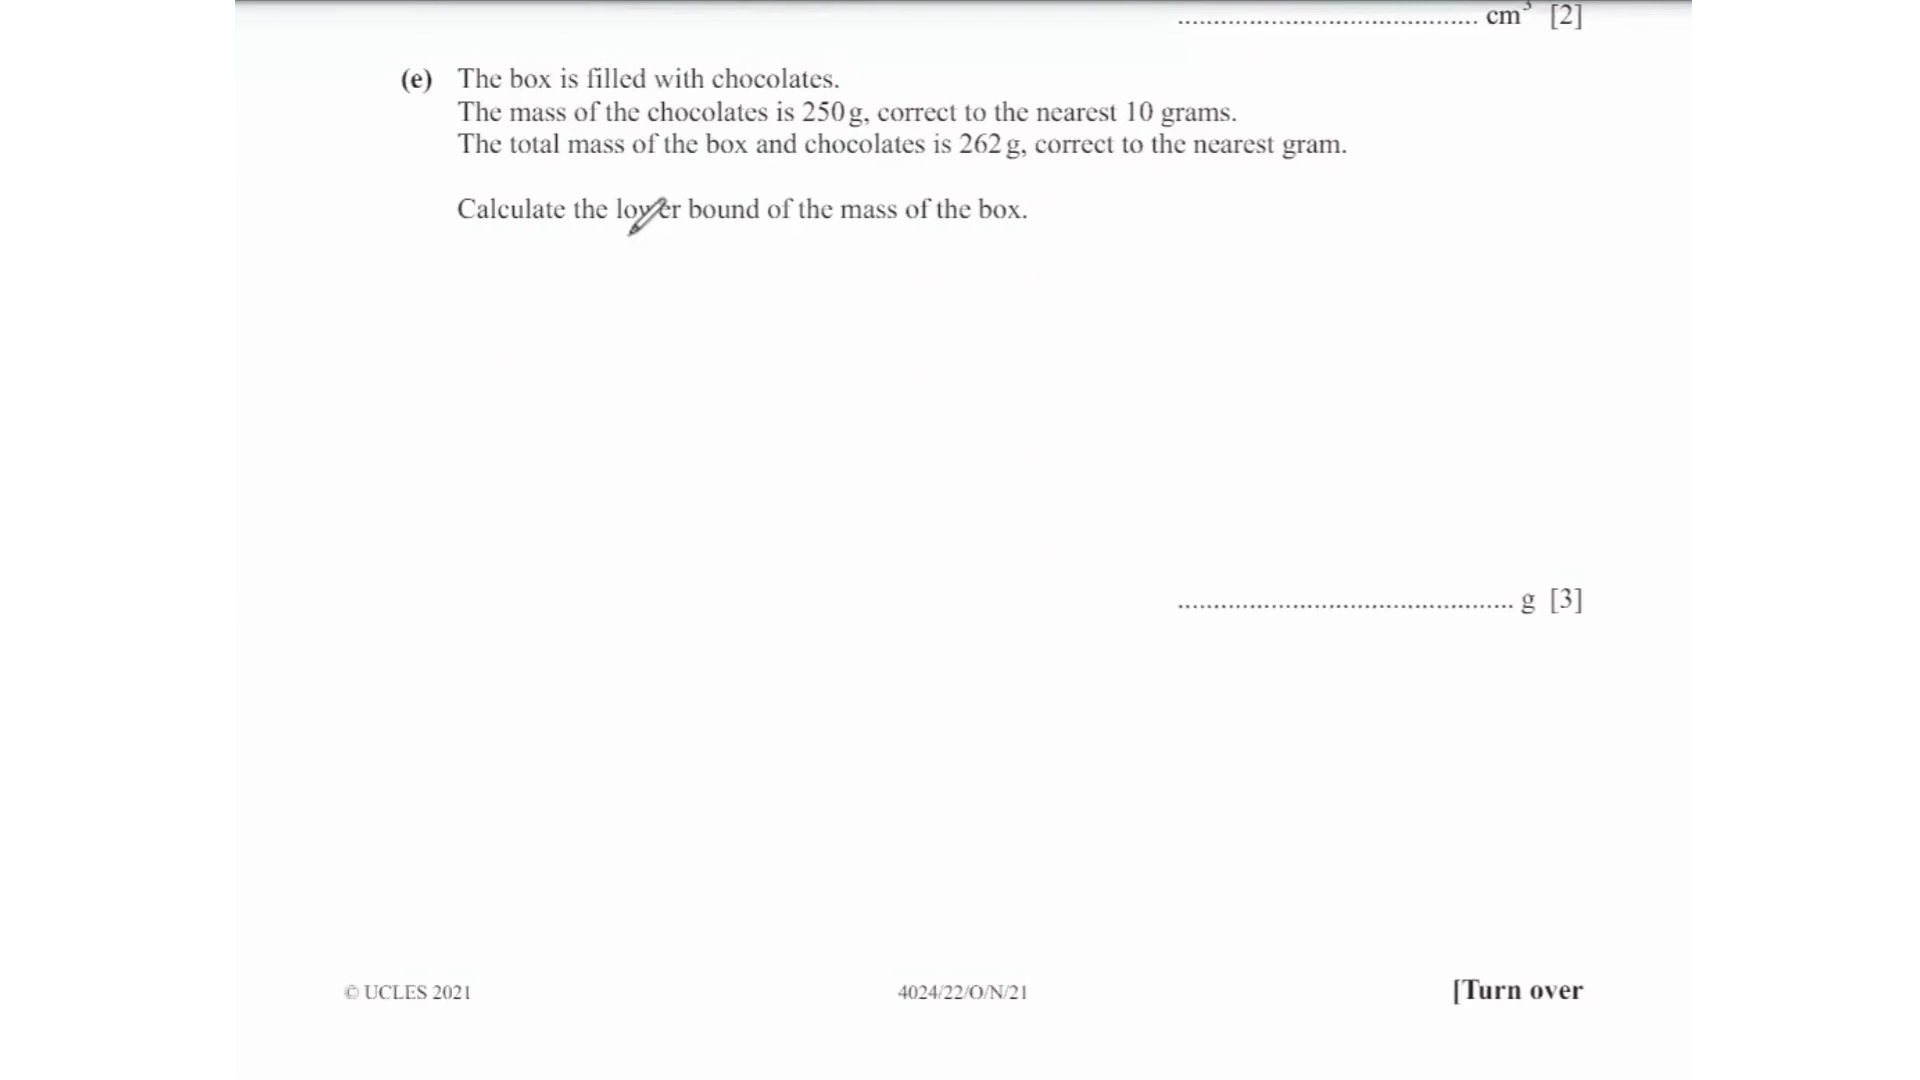 ........................................ cm³ [2]
(e) The box is filled with chocolates.
The mass of the chocolates is 250 g, correct to the nearest 10 grams.
The total mass of the box and chocolates is 262 g, correct to the nearest gram.
Calculate the lower bound of the mass of the box.
............................................. g [3]
© UCLES 2021
4024/22/O/N/21
[Turn over